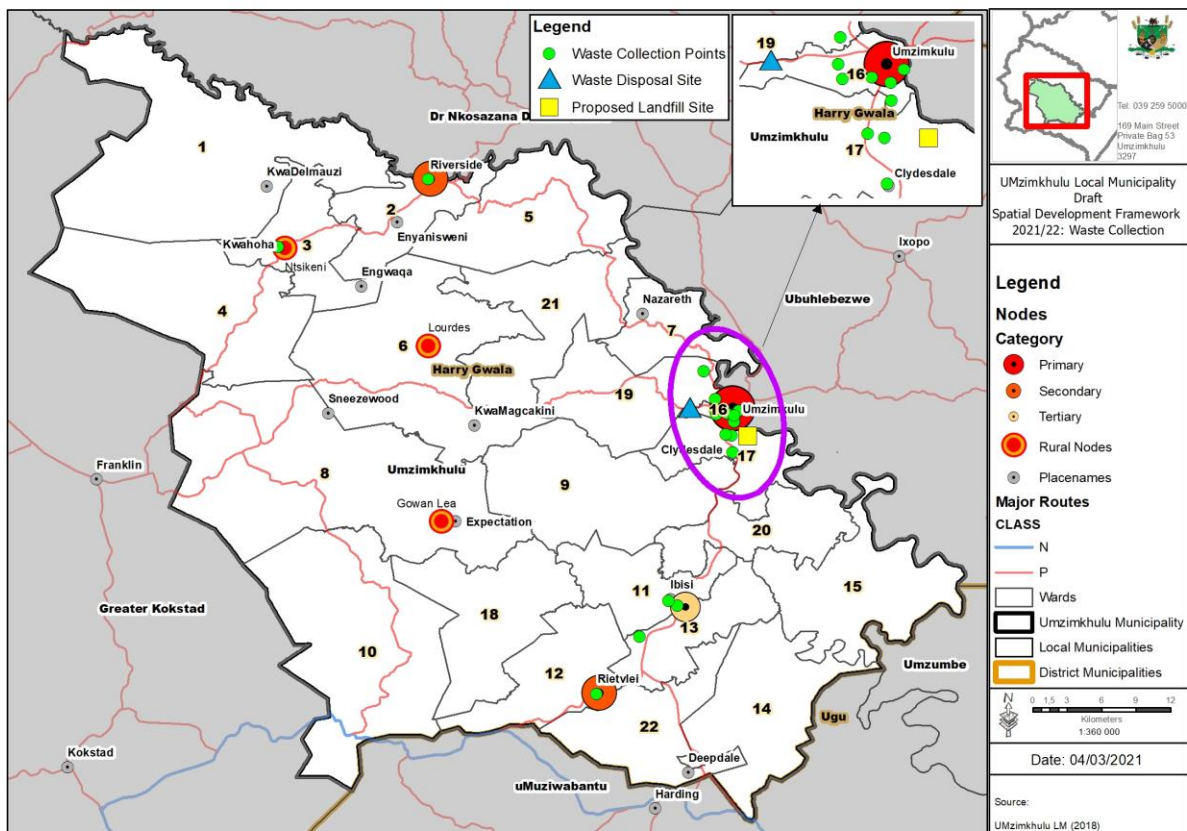 Legend
Waste Collection Points
Waste Disposal Site
Proposed Landfill Site
19
Umzimkulu
16
Harry Gwala
Umzimkhulu
17
Clydesdale
Dr Nkosazana D
1
Riverside
KwaDelmauzi
2
5
Enyanisweni
Kwahoha
3
Ntsikeni
Engwaqa
Ixopo
4
21
Nazareth
Ubuhlebezwe
7
Lourdes
6
Harry Gwala
19
Sneezewood
KwaMagcakini
16
Umzimkulu
Clydesdale
17
Franklin
8
Umzimkhulu
9
Gowan Lea
Expectation
20
15
11
Ibisi
Greater Kokstad
18
13
10
12
Rietvlei
Umzumbe
14
Ugu
22
Kokstad
Deepdale
uMuziwabantu
Harding
Tel: 039 259 5000
169 Main Street
Private Bag 53
Umzimkulu
3297
UMzimkhulu Local Municipality
Draft
Spatial Development Framework
2021/22: Waste Collection
Legend
Nodes
Category
Primary
Secondary
Tertiary
Rural Nodes
Placenames
Major Routes
CLASS
N
P
Wards
Umzimkhulu Municipality
Local Municipalities
District Municipalities
N
0 1,5 3 6 9 12
Kilometers
1:360 000
Date: 04/03/2021
Source:
UMzimkhulu LM (2018)